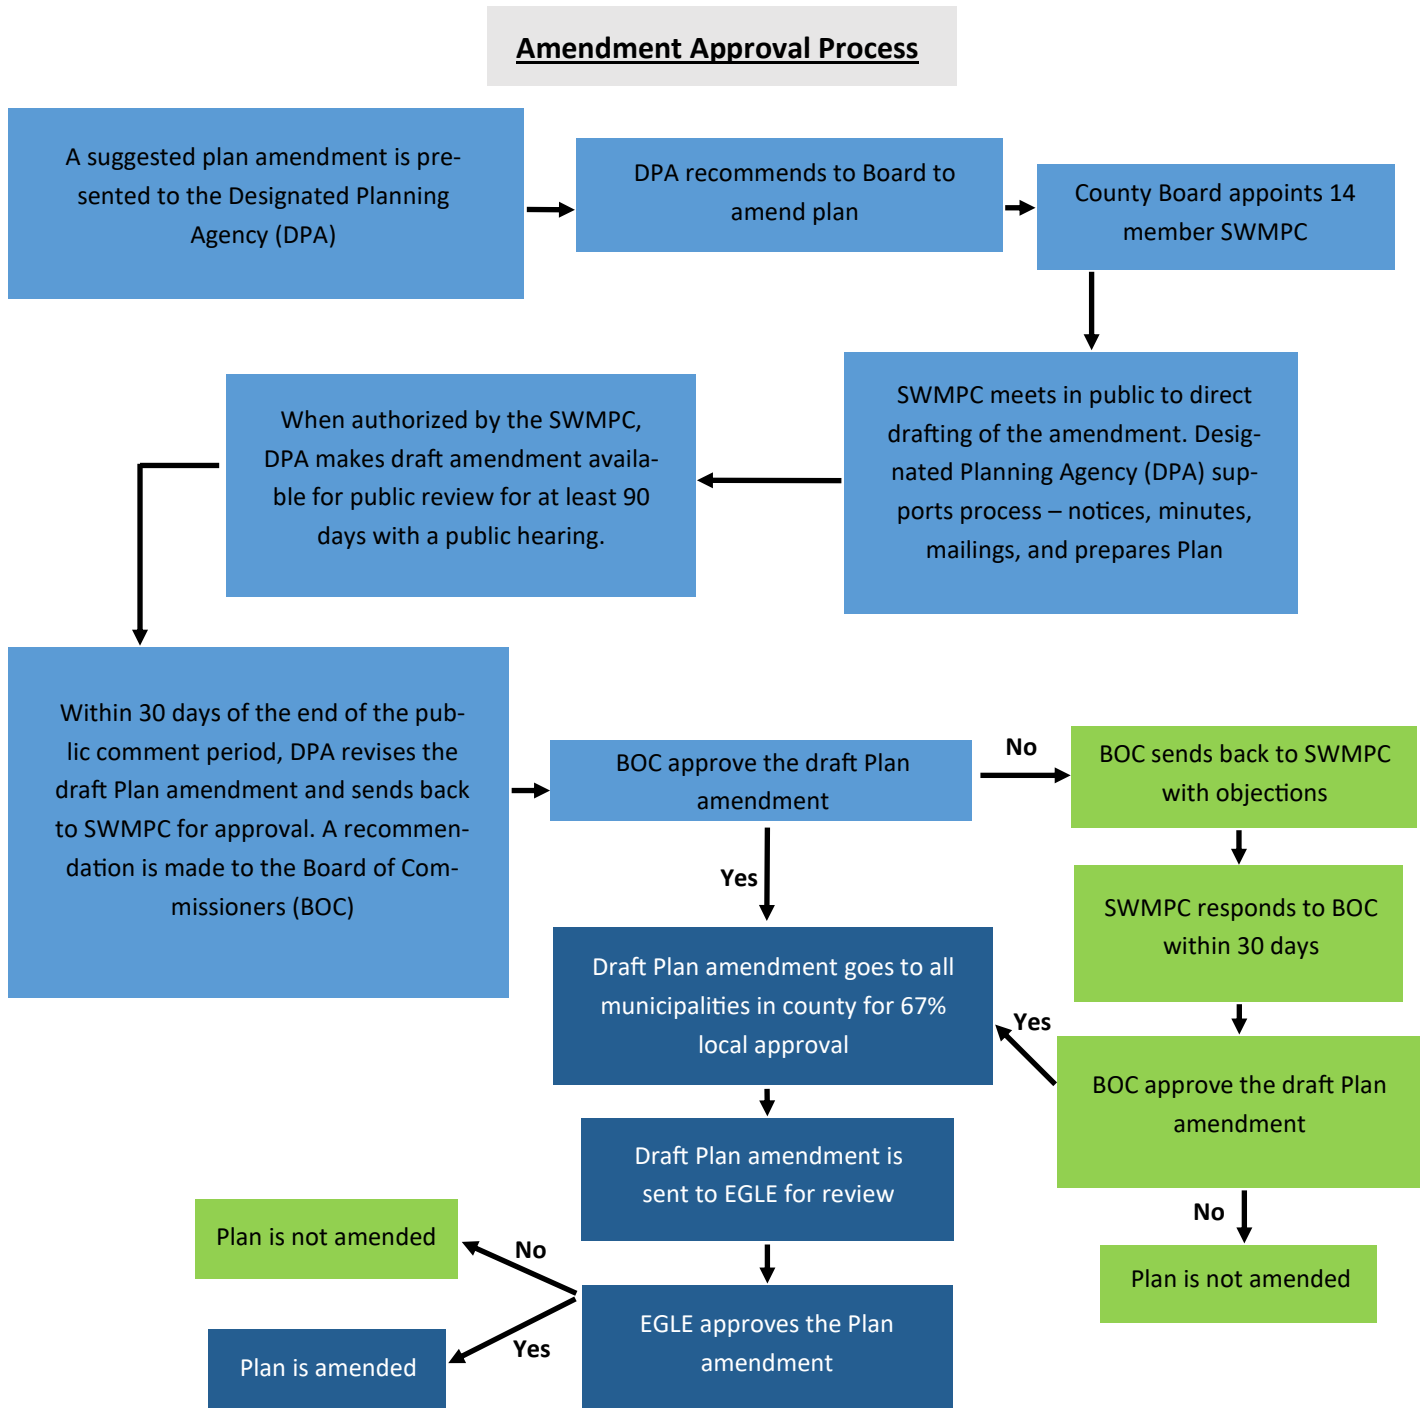 Amendment Approval Process
A suggested plan amendment is pre-
sented to the Designated Planning
Agency (DPA)
DPA recommends to Board to
amend plan
County Board appoints 14
member SWMPC
SWMPC meets in public to direct
drafting of the amendment. Desig-
nated Planning Agency (DPA) sup-
ports process – notices, minutes,
mailings, and prepares Plan
When authorized by the SWMPC,
DPA makes draft amendment availa-
ble for public review for at least 90
days with a public hearing.
Within 30 days of the end of the pub-
lic comment period, DPA revises the
draft Plan amendment and sends back
to SWMPC for approval. A recommen-
dation is made to the Board of Com-
missioners (BOC)
BOC approve the draft Plan
amendment
No
BOC sends back to SWMPC
with objections
SWMPC responds to BOC
within 30 days
BOC approve the draft Plan
amendment
No
Plan is not amended
Yes
Yes
Draft Plan amendment goes to all
municipalities in county for 67%
local approval
Draft Plan amendment is
sent to EGLE for review
EGLE approves the Plan
amendment
No
Plan is not amended
Yes
Plan is amended